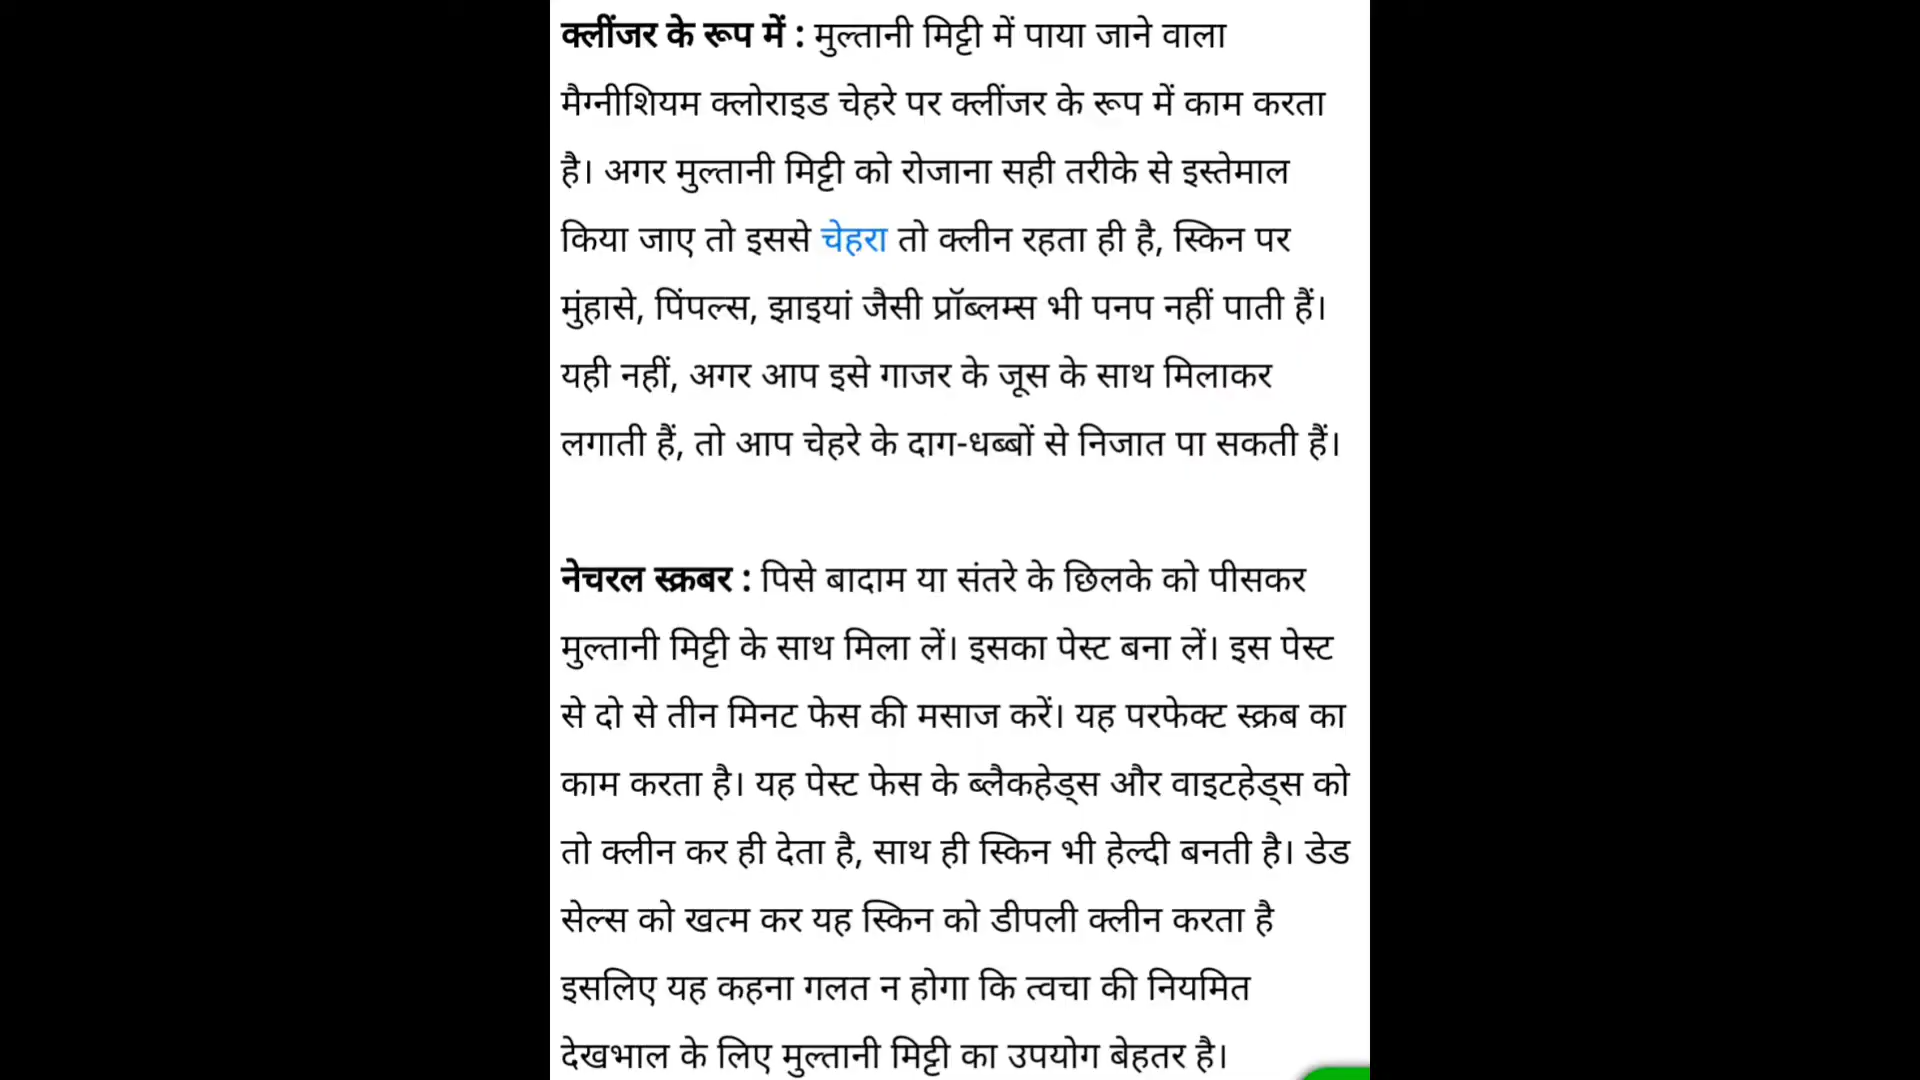 क्लींजर के रूप में : मुल्तानी मिट्टी में पाया जाने वाला
मैग्नीशियम क्लोराइड चेहरे पर क्लींजर के रूप में काम करता
है। अगर मुल्तानी मिट्टी को रोजाना सही तरीके से इस्तेमाल
किया जाए तो इससे चेहरा तो क्लीन रहता ही है, स्किन पर
मुंहासे, पिंपल्स, झाइयां जैसी प्रॉब्लम्स भी पनप नहीं पाती हैं।
यही नहीं, अगर आप इसे गाजर के जूस के साथ मिलाकर
लगाती हैं, तो आप चेहरे के दाग-धब्बों से निजात पा सकती हैं।
नेचरल स्क्रबर : पिसे बादाम या संतरे के छिलके को पीसकर
मुल्तानी मिट्टी के साथ मिला लें। इसका पेस्ट बना लें। इस पेस्ट
से दो से तीन मिनट फेस की मसाज करें। यह परफेक्ट स्क्रब का
काम करता है। यह पेस्ट फेस के ब्लैकहेड्स और वाइटहेड्स को
तो क्लीन कर ही देता है, साथ ही स्किन भी हेल्दी बनती है। डेड
सेल्स को खत्म कर यह स्किन को डीपली क्लीन करता है
इसलिए यह कहना गलत न होगा कि त्वचा की नियमित
देखभाल के लिए मुल्तानी मिट्टी का उपयोग बेहतर है।